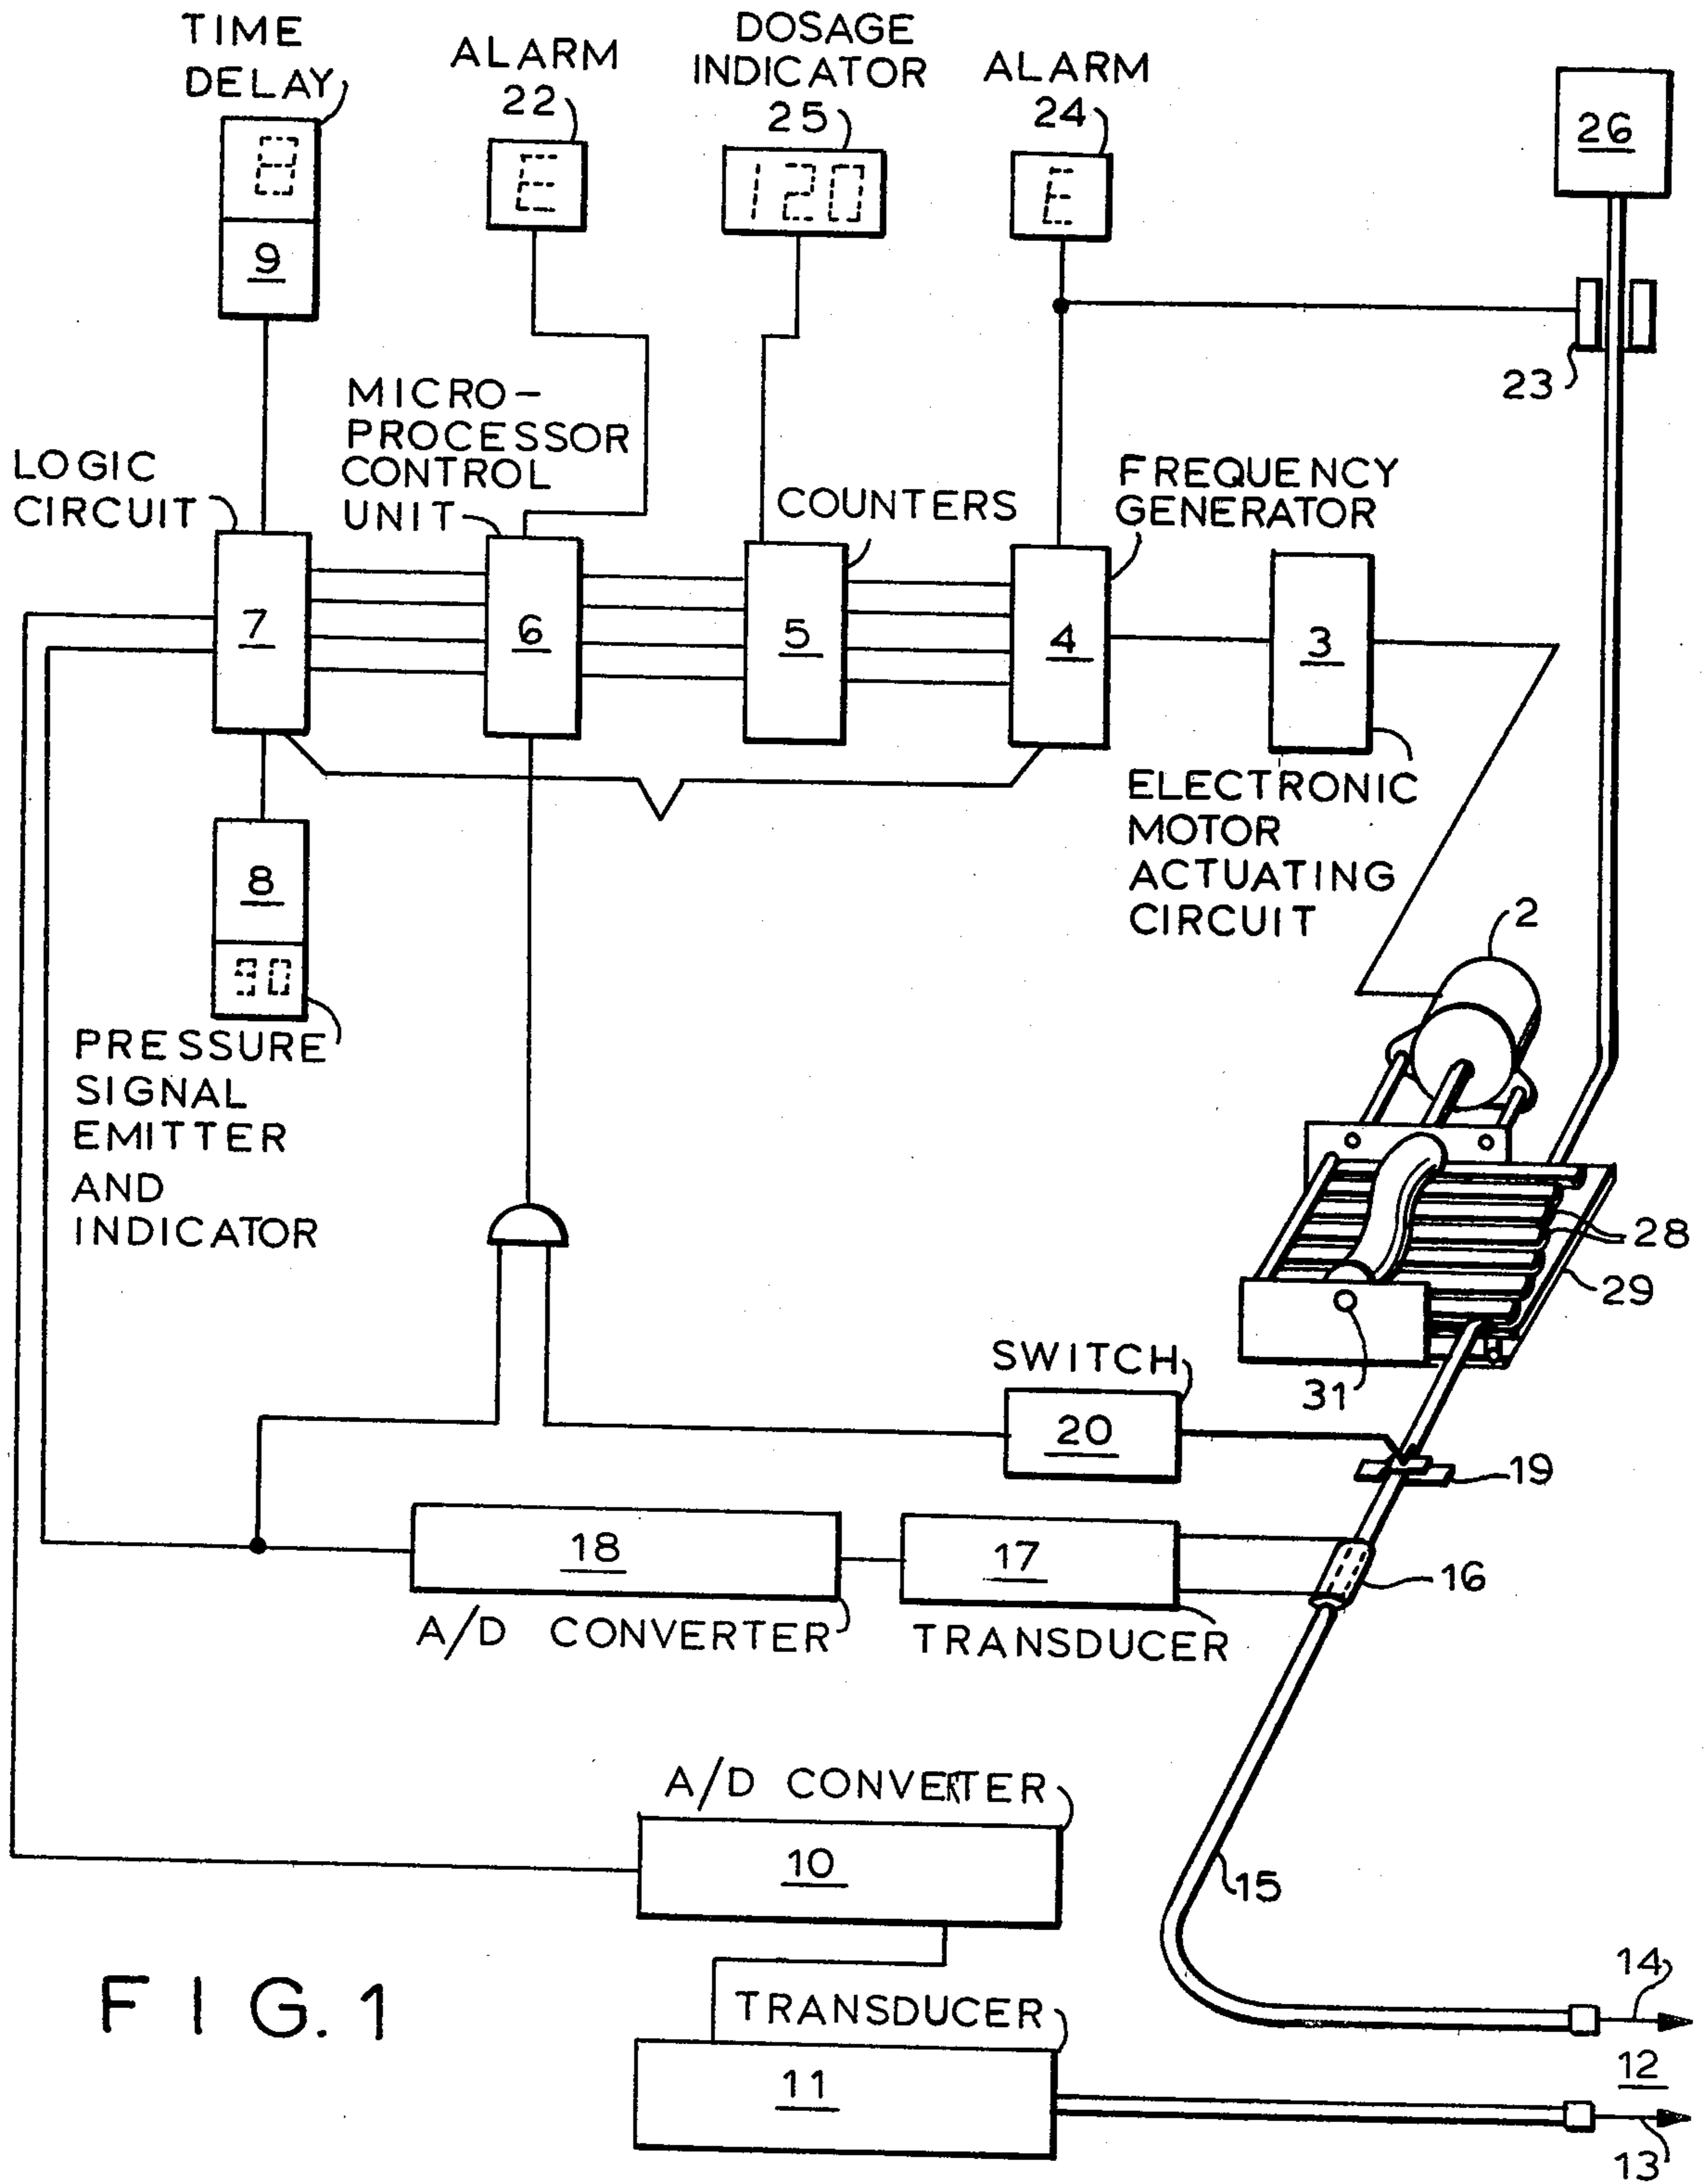 TIME
DELAY
ALARM
22
DOSAGE
INDICATOR
25
ALARM
24
26
8
E
120
E
9
23
MICRO-
PROCESSOR
CONTROL
UNIT
LOGIC
CIRCUIT
COUNTERS
FREQUENCY
GENERATOR
7
6
5
4
3
ELECTRONIC
MOTOR
ACTUATING
CIRCUIT
8
90
PRESSURE
SIGNAL
EMITTER
AND
INDICATOR
2
28
29
31
SWITCH
20
19
18
17
16
A/D CONVERTER
TRANSDUCER
A/D CONVERTER
10
15
FIG. 1
TRANSDUCER
11
14
12
13